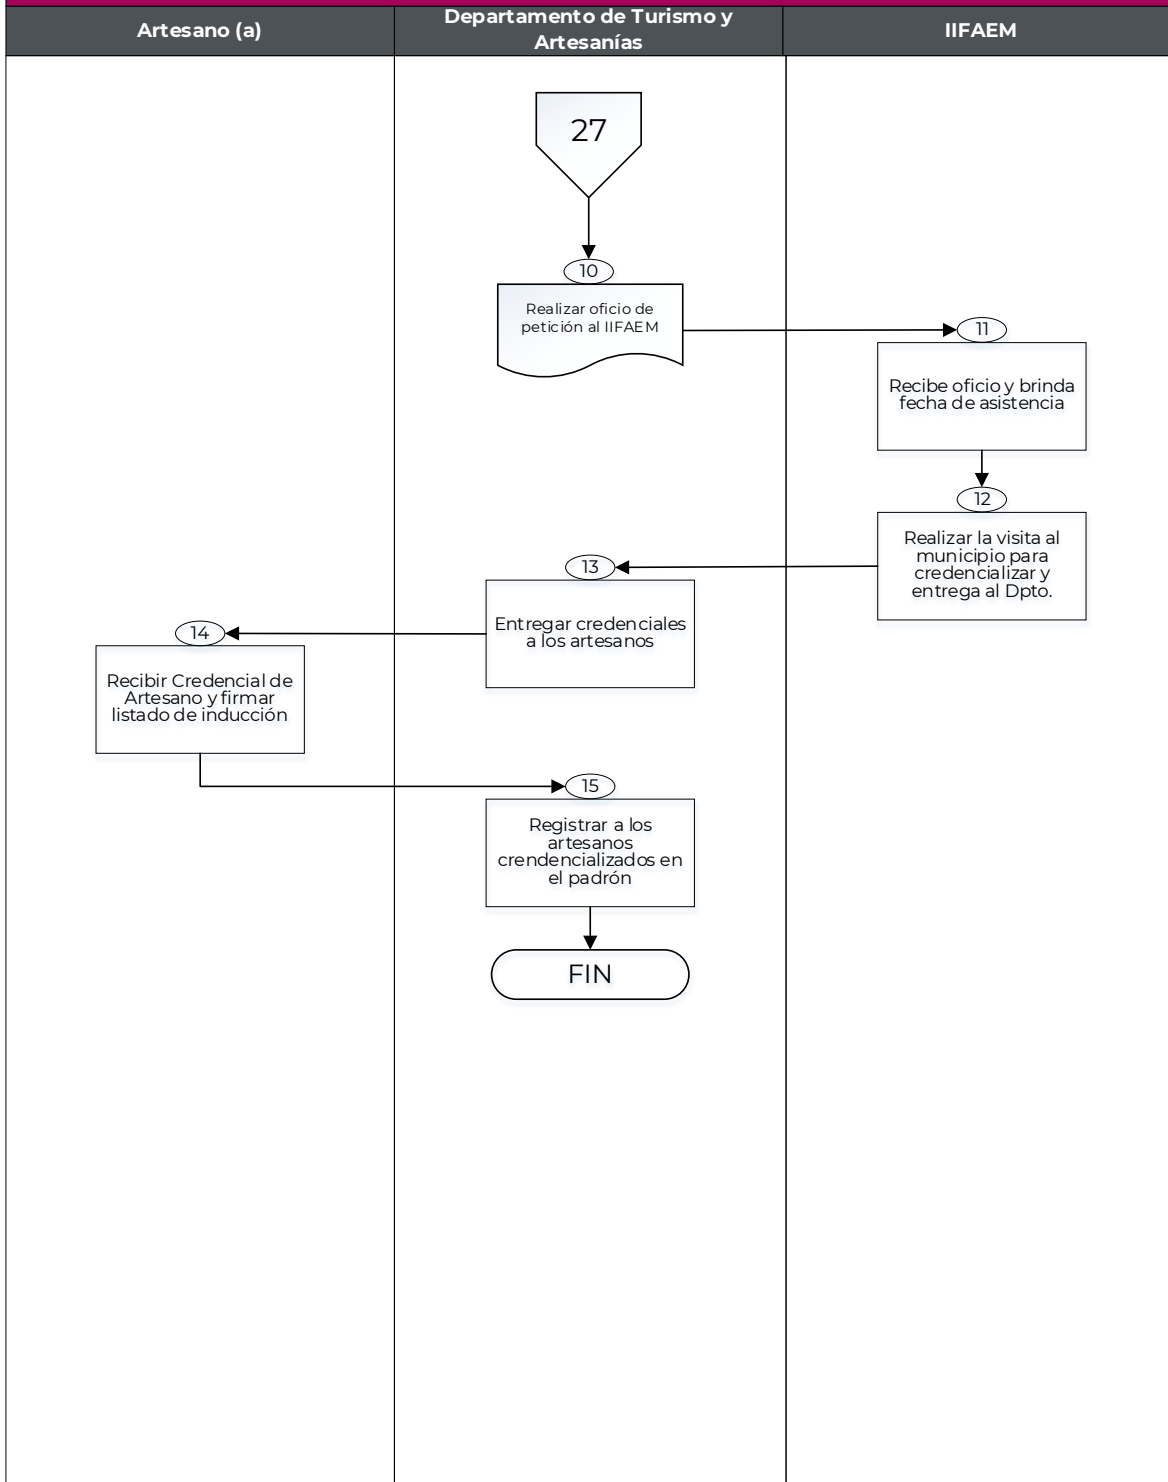 Artesano (a)
Departamento de Turismo y
Artesanías
IIFAEM
27
10
Realizar oficio de
petición al IIFAEM
11
Recibe oficio y brinda
fecha de asistencia
12
Realizar la visita al
municipio para
credencializar y
entrega al Dpto.
13
Entregar credenciales
a los artesanos
14
Recibir Credencial de
Artesano y firmar
listado de inducción
15
Registrar a los
artesanos
crendencializados en
el padrón
FIN